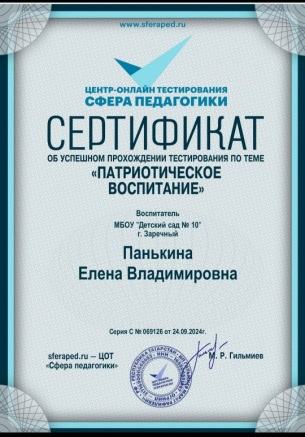 www.sferaped.ru
ЦЕНТР-ОНЛАЙН ТЕСТИРОВАНИЯ
СФЕРА ПЕДАГОГИКИ
СЕРТИФИКАТ
ОБ УСПЕШНОМ ПРОХОЖДЕНИИ ТЕСТИРОВАНИЯ ПО ТЕМЕ
«ПАТРИОТИЧЕСКОЕ
ВОСПИТАНИЕ»
Воспитатель
МБОУ "Детский сад № 10"
г. Заречный
Панькина
Елена Владимировна
Серия С № 069126 от 24.09.2024г.
sferaped.ru — ЦОТ
«Сфера педагогики»
М. Р. Гильмиев